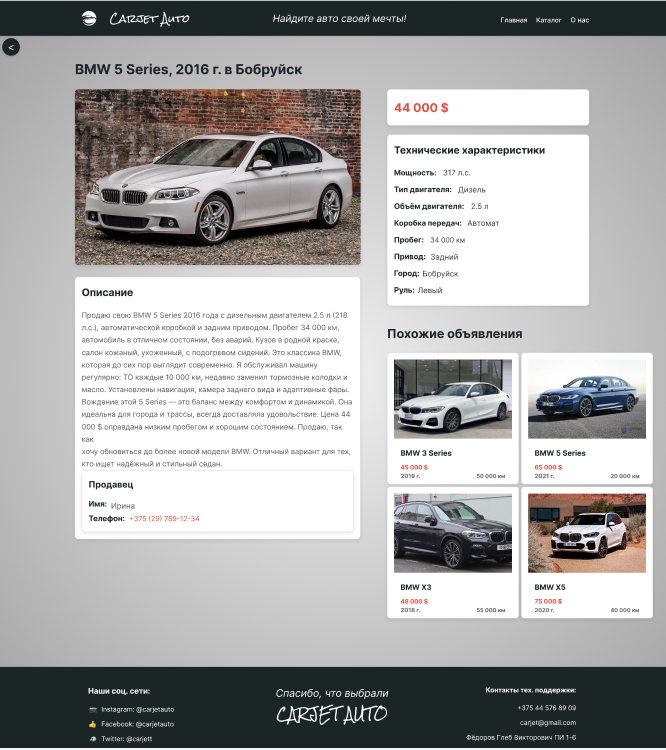 Carjet Auto
Найдите авто своей мечты!
Главная Каталог О нас
<
BMW 5 Series, 2016 г. в Бобруйск
44 000 $
Технические характеристики
Мощность: 317 л.с.
Тип двигателя: Дизель
Объём двигателя: 2.5 л
Коробка передач: Автомат
Пробег: 34 000 км
Привод: Задний
Город: Бобруйск
Руль: Левый
Описание
Продаю свою BMW 5 Series 2016 года с дизельным двигателем 2.5 л (218
л.с.), автоматической коробкой и задним приводом. Пробег 34 000 км,
автомобиль в отличном состоянии, без аварий. Кузов в родной краске,
салон кожаный, ухоженный, с подогревом сидений. Это классика BMW,
которая до сих пор выглядит современно. Я обслуживал машину
регулярно: ТО каждые 10 000 км, недавно заменил тормозные колодки и
масло. Установлены навигация, камера заднего вида и адаптивные фары.
Вождение этой 5 Series — это баланс между комфортом и динамикой. Она
идеальна для города и трассы, всегда доставляла удовольствие. Цена 44
000 $ оправдана низким пробегом и хорошим состоянием. Продаю, так
как
хочу обновиться до более новой модели BMW. Отличный вариант для тех,
кто ищет надёжный и стильный седан.
Продавец
Имя: Ирина
Телефон: +375 (29) 789-12-34
Похожие объявления
BMW 3 Series
45 000 $
2019 г. 50 000 км
BMW 5 Series
65 000 $
2021 г. 20 000 км
BMW X3
48 000 $
2018 г. 55 000 км
BMW X5
75 000 $
2020 г. 40 000 км
Наши соц. сети:
Instagram: @carjetauto
Facebook: @carjetauto
Twitter: @carjett
Спасибо, что выбрали
CARJET AUTO
Контакты тех. поддержки:
+375 44 576 89 09
carjet@gmail.com
Фёдоров Глеб Викторович ПИ 1-6